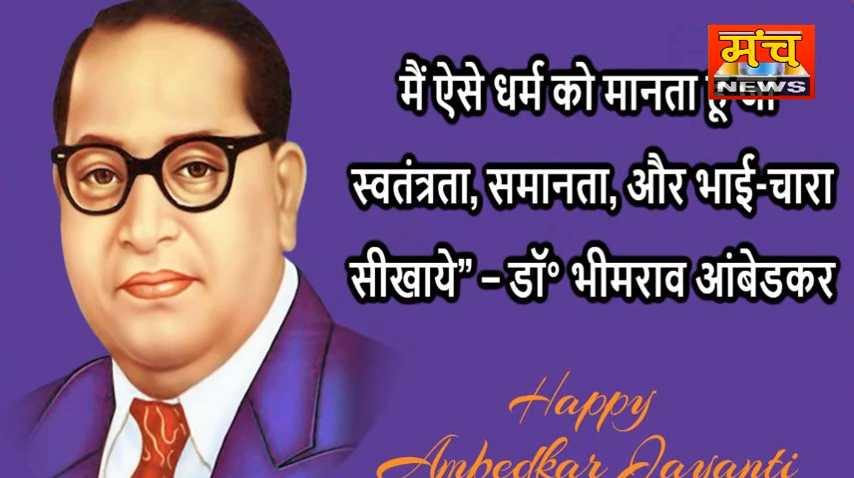 मंच
NEWS
मैं ऐसे धर्म को मानता हूँ
स्वतंत्रता, समानता, और भाई-चारा
सीखाये” – डॉ° भीमराव आंबेडकर
Happy
Ambedkar Jayanti